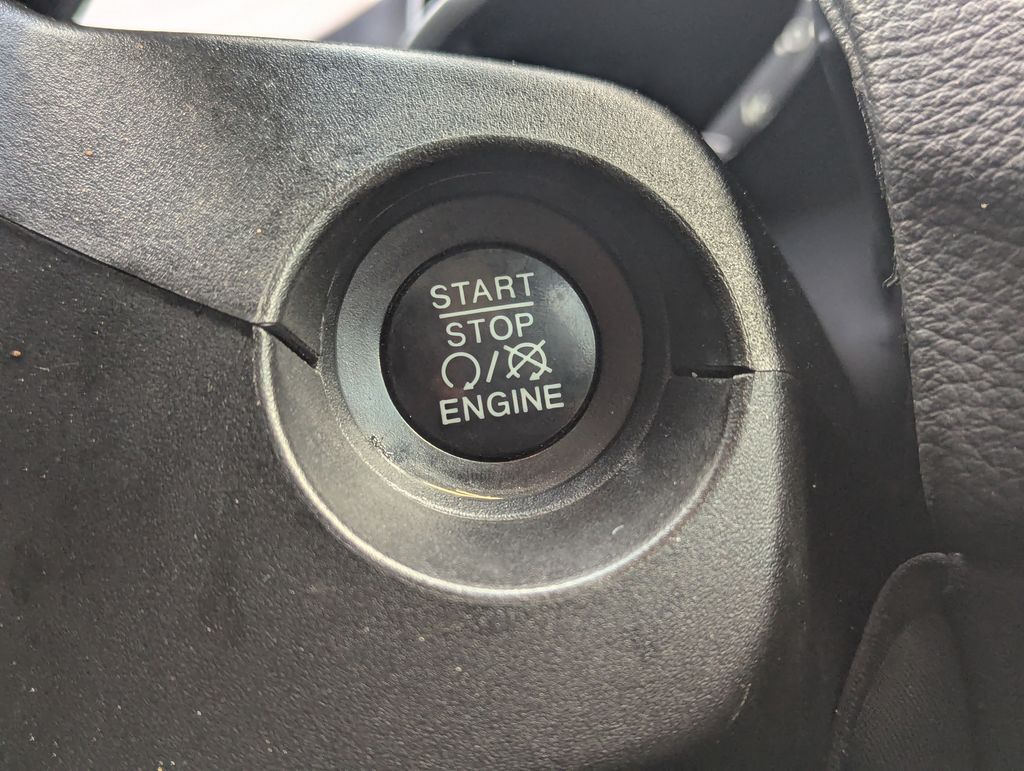 START
STOP
/
ENGINE